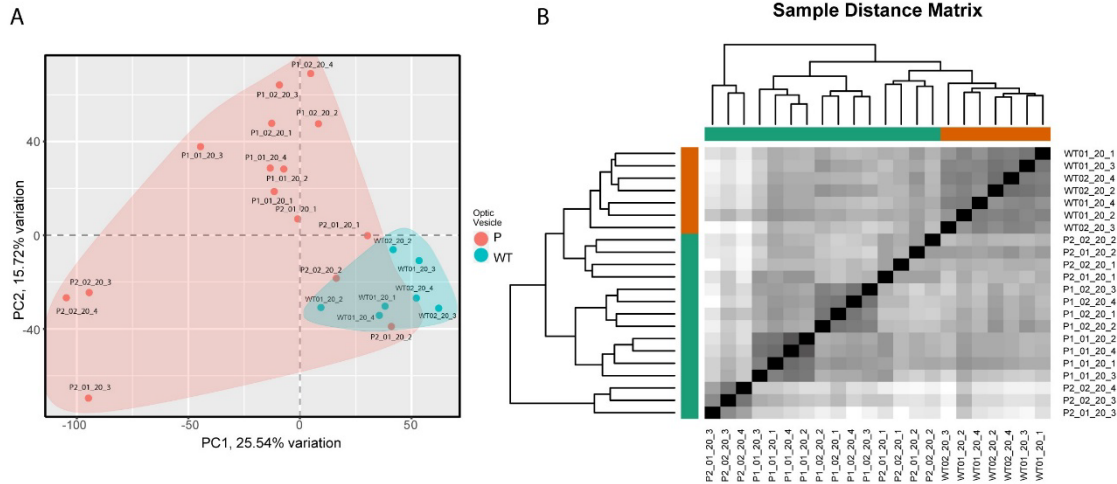 A
P1_02_20_4
P1_02_20_3
P1_02_20_2
P1_02_20_1
P1_01_20_3
P1_01_20_4
P1_01_20_2
P1_01_20_1
P2_01_20_1
P2_01_20_1
WT02_20_2
WT01_20_3
P2_02_20_2
P2_02_20_3
P2_02_20_4
WT02_20_4
WT01_20_2
WT01_20_1
WT01_20_4
WT02_20_3
P2_01_20_2
P2_01_20_3
40
0
-40
-100
-50
0
50
PC2, 15.72% variation
PC1, 25.54% variation
Optic
Vesicle
P
WT
B
Sample Distance Matrix
WT01_20_1
WT01_20_3
WT02_20_4
WT02_20_2
WT01_20_4
WT01_20_2
WT02_20_3
P2_02_20_2
P2_01_20_2
P2_02_20_1
P2_01_20_1
P1_02_20_3
P1_02_20_4
P1_02_20_1
P1_02_20_2
P1_01_20_2
P1_01_20_4
P1_01_20_1
P1_01_20_3
P2_02_20_4
P2_02_20_3
P2_01_20_3
P2_01_20_3
P2_02_20_3
P2_02_20_4
P1_01_20_3
P1_01_20_1
P1_01_20_4
P1_01_20_2
P1_02_20_2
P1_02_20_1
P1_02_20_4
P1_02_20_3
P2_01_20_1
P2_02_20_1
P2_01_20_2
P2_02_20_2
WT02_20_3
WT01_20_2
WT01_20_4
WT02_20_2
WT02_20_4
WT01_20_3
WT01_20_1